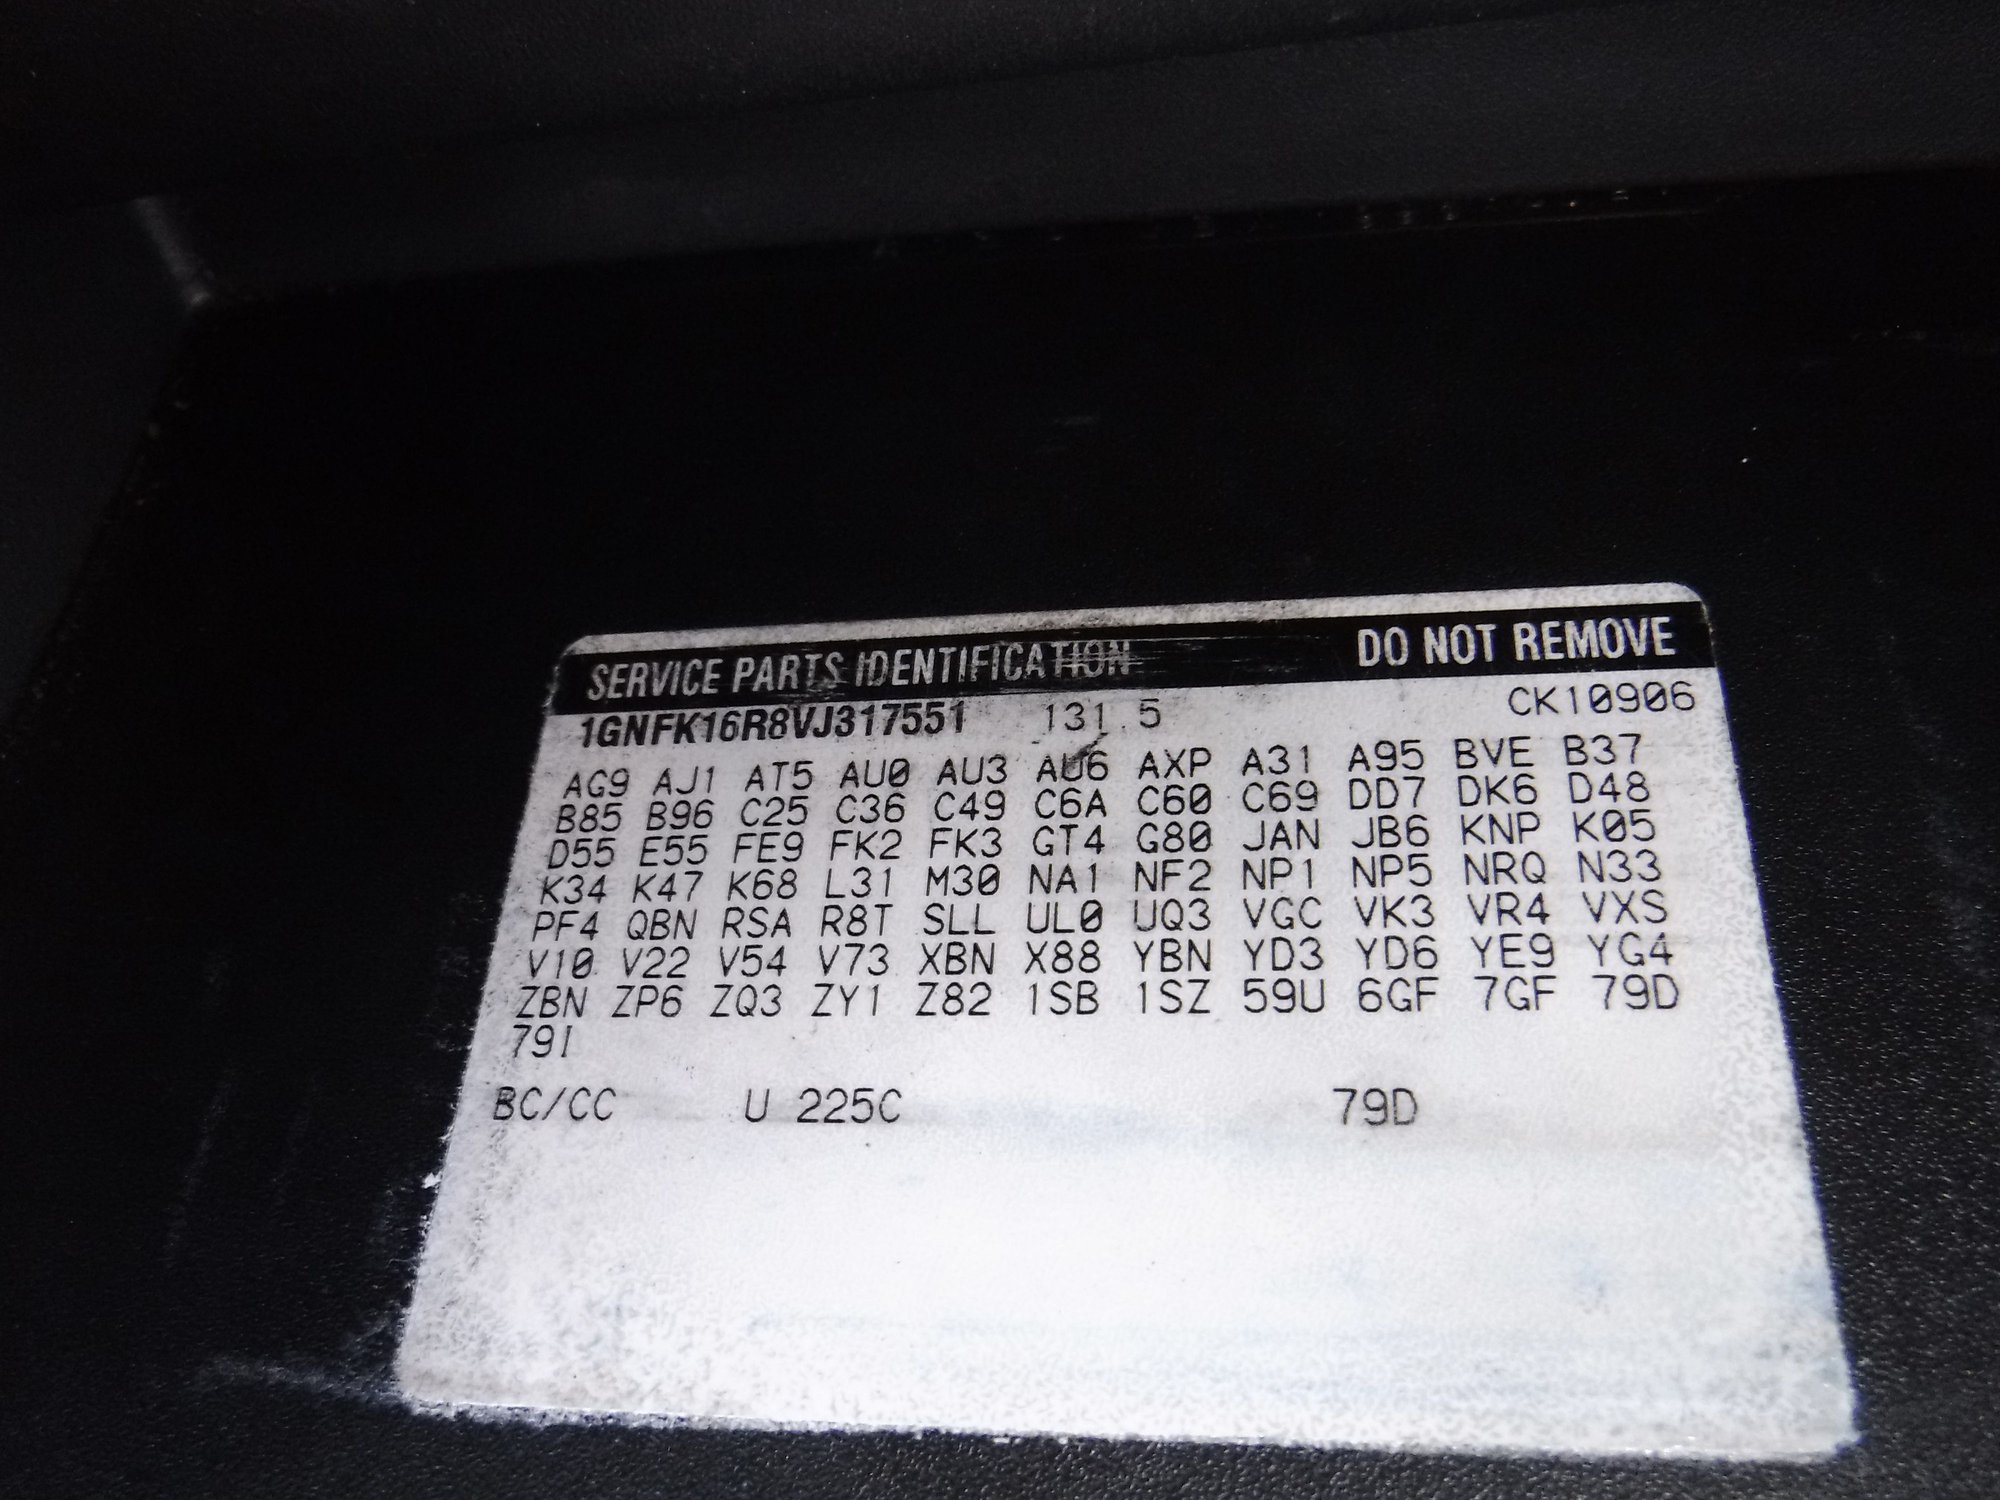 SERVICE PARTS IDENTIFICATION DO NOT REMOVE
1GNFK16R8VJ317551 131.5 CK10906
AG9 AJ1 AT5 AU0 AU3 AU6 AXP A31 A95 BVE B37
B85 B96 C25 C36 C49 C6A C60 C69 DD7 DK6 D48
D55 E55 FE9 FK2 FK3 GT4 G80 JAN JB6 KNP K05
K34 K47 K68 L31 M30 NA1 NF2 NP1 NP5 NRQ N33
PF4 QBN RSA R8T SLL UL0 UQ3 VGC VK3 VR4 VXS
V10 V22 V54 V73 XBN X88 YBN YD3 YD6 YE9 YG4
ZBN ZP6 ZQ3 ZY1 Z82 1SB 1SZ 59U 6GF 7GF 79D
79I
BC/CC U 225C 79D